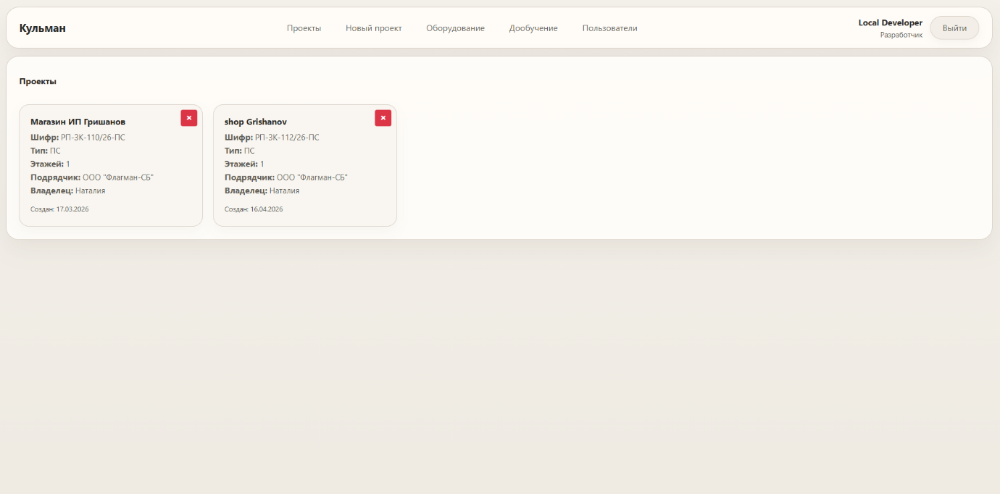 Кульман
Проекты
Новый проект
Оборудование
Дообучение
Пользователи
Local Developer
Разработчик
Выйти
Проекты
Магазин ИП Гришанов
Шифр: РП-ЗК-110/26-ПС
Тип: ПС
Этажей: 1
Подрядчик: ООО "Флагман-СБ"
Владелец: Наталия
Создан: 17.03.2026
shop Grishanov
Шифр: РП-ЗК-112/26-ПС
Тип: ПС
Этажей: 1
Подрядчик: ООО "Флагман-СБ"
Владелец: Наталия
Создан: 16.04.2026